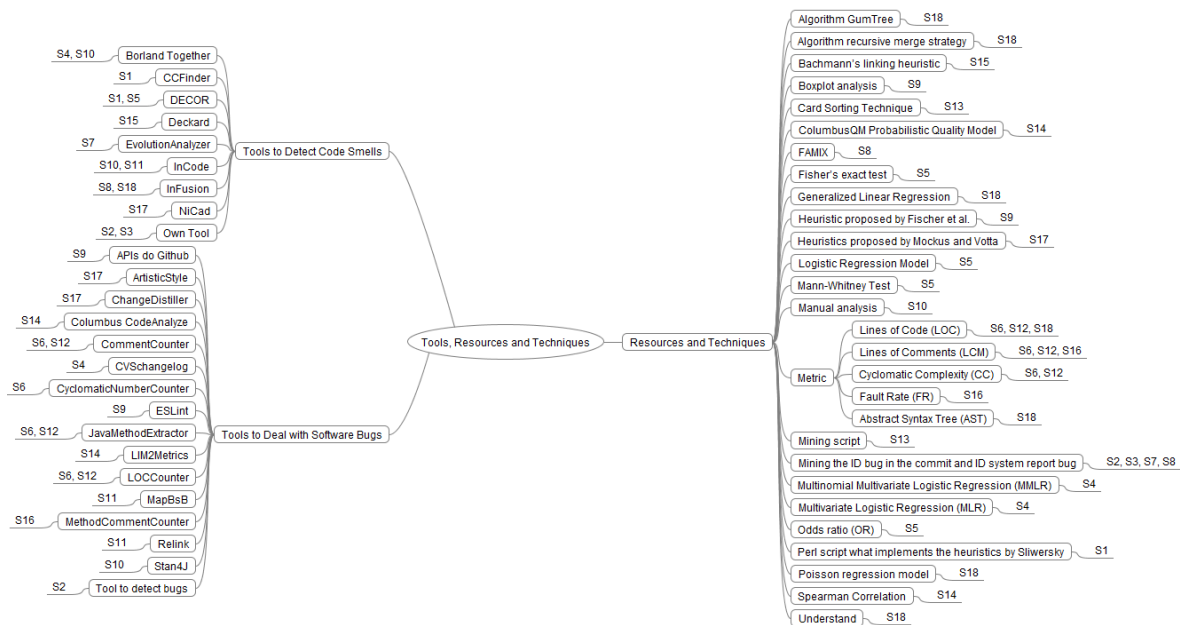 Tools, Resources and Techniques
Tools to Detect Code Smells
S4, S10 Borland Together
S1 CCFinder
S1, S5 DECOR
S15 Deckard
S7 EvolutionAnalyzer
S10, S11 InCode
S8, S18 InFusion
S17 NiCad
S2, S3 Own Tool
Tools to Deal with Software Bugs
S9 APIs do Github
S17 ArtisticStyle
S17 ChangeDistiller
S14 Columbus CodeAnalyze
S6, S12 CommentCounter
S4 CVSchangelog
S6 CyclomaticNumberCounter
S9 ESLint
S6, S12 JavaMethodExtractor
S14 LIM2Metrics
S6, S12 LOCCounter
S11 MapBsB
S16 MethodCommentCounter
S11 Relink
S10 Stan4J
S2 Tool to detect bugs
Resources and Techniques
Algorithm GumTree S18
Algorithm recursive merge strategy S18
Bachmann's linking heuristic S15
Boxplot analysis S9
Card Sorting Technique S13
ColumbusQM Probabilistic Quality Model S14
FAMIX S8
Fisher's exact test S5
Generalized Linear Regression S18
Heuristic proposed by Fischer et al. S9
Heuristics proposed by Mockus and Votta S17
Logistic Regression Model S5
Mann-Whitney Test S5
Manual analysis S10
Metric
Lines of Code (LOC) S6, S12, S18
Lines of Comments (LCM) S6, S12, S16
Cyclomatic Complexity (CC) S6, S12
Fault Rate (FR) S16
Abstract Syntax Tree (AST) S18
Mining script S13
Mining the ID bug in the commit and ID system report bug S2, S3, S7, S8
Multinomial Multivariate Logistic Regression (MMLR) S4
Multivariate Logistic Regression (MLR) S4
Odds ratio (OR) S5
Perl script what implements the heuristics by Sliwersky S1
Poisson regression model S18
Spearman Correlation S14
Understand S18